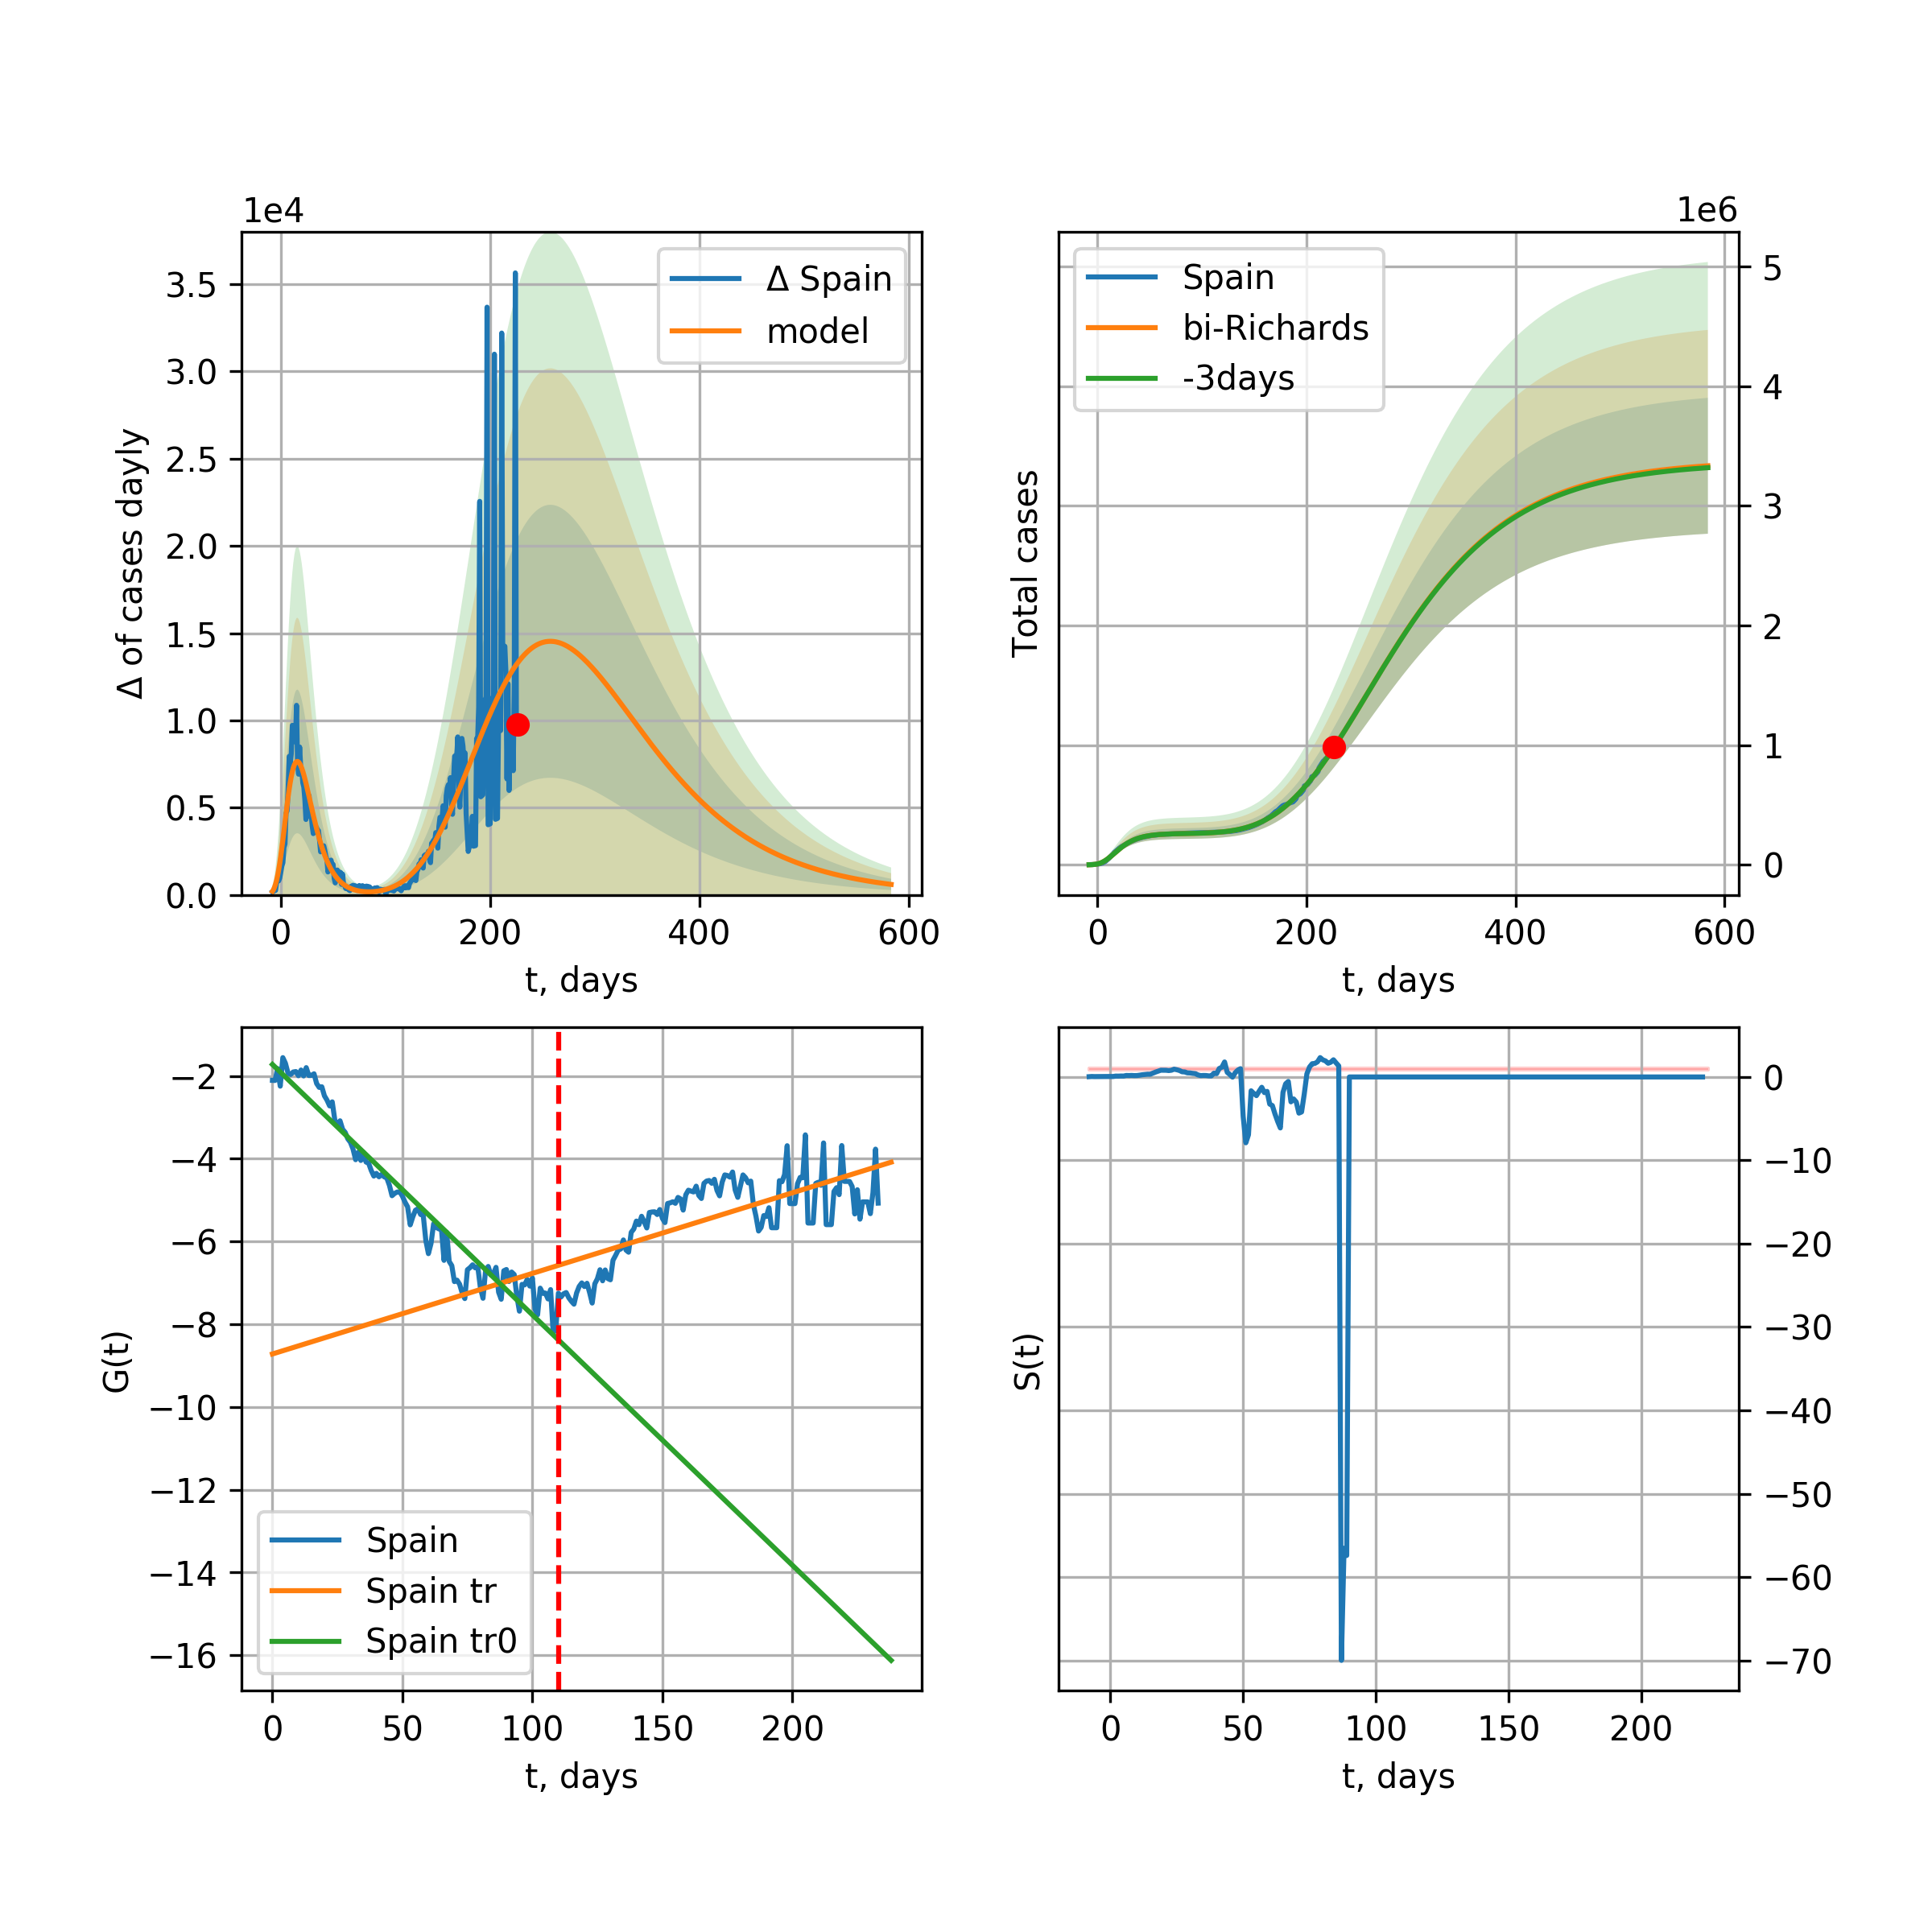 1e4
Δ of cases dayly
3.5
3.0
2.5
2.0
1.5
1.0
0.5
0.0
0 200 400 600
t, days
Δ Spain
model
1e6
Total cases
5
4
3
2
1
0
0 200 400 600
t, days
Spain
bi-Richards
-3days
G(t)
−2
−4
−6
−8
−10
−12
−14
−16
0 50 100 150 200
t, days
Spain
Spain tr
Spain tr0
S(t)
0
−10
−20
−30
−40
−50
−60
−70
0 50 100 150 200
t, days